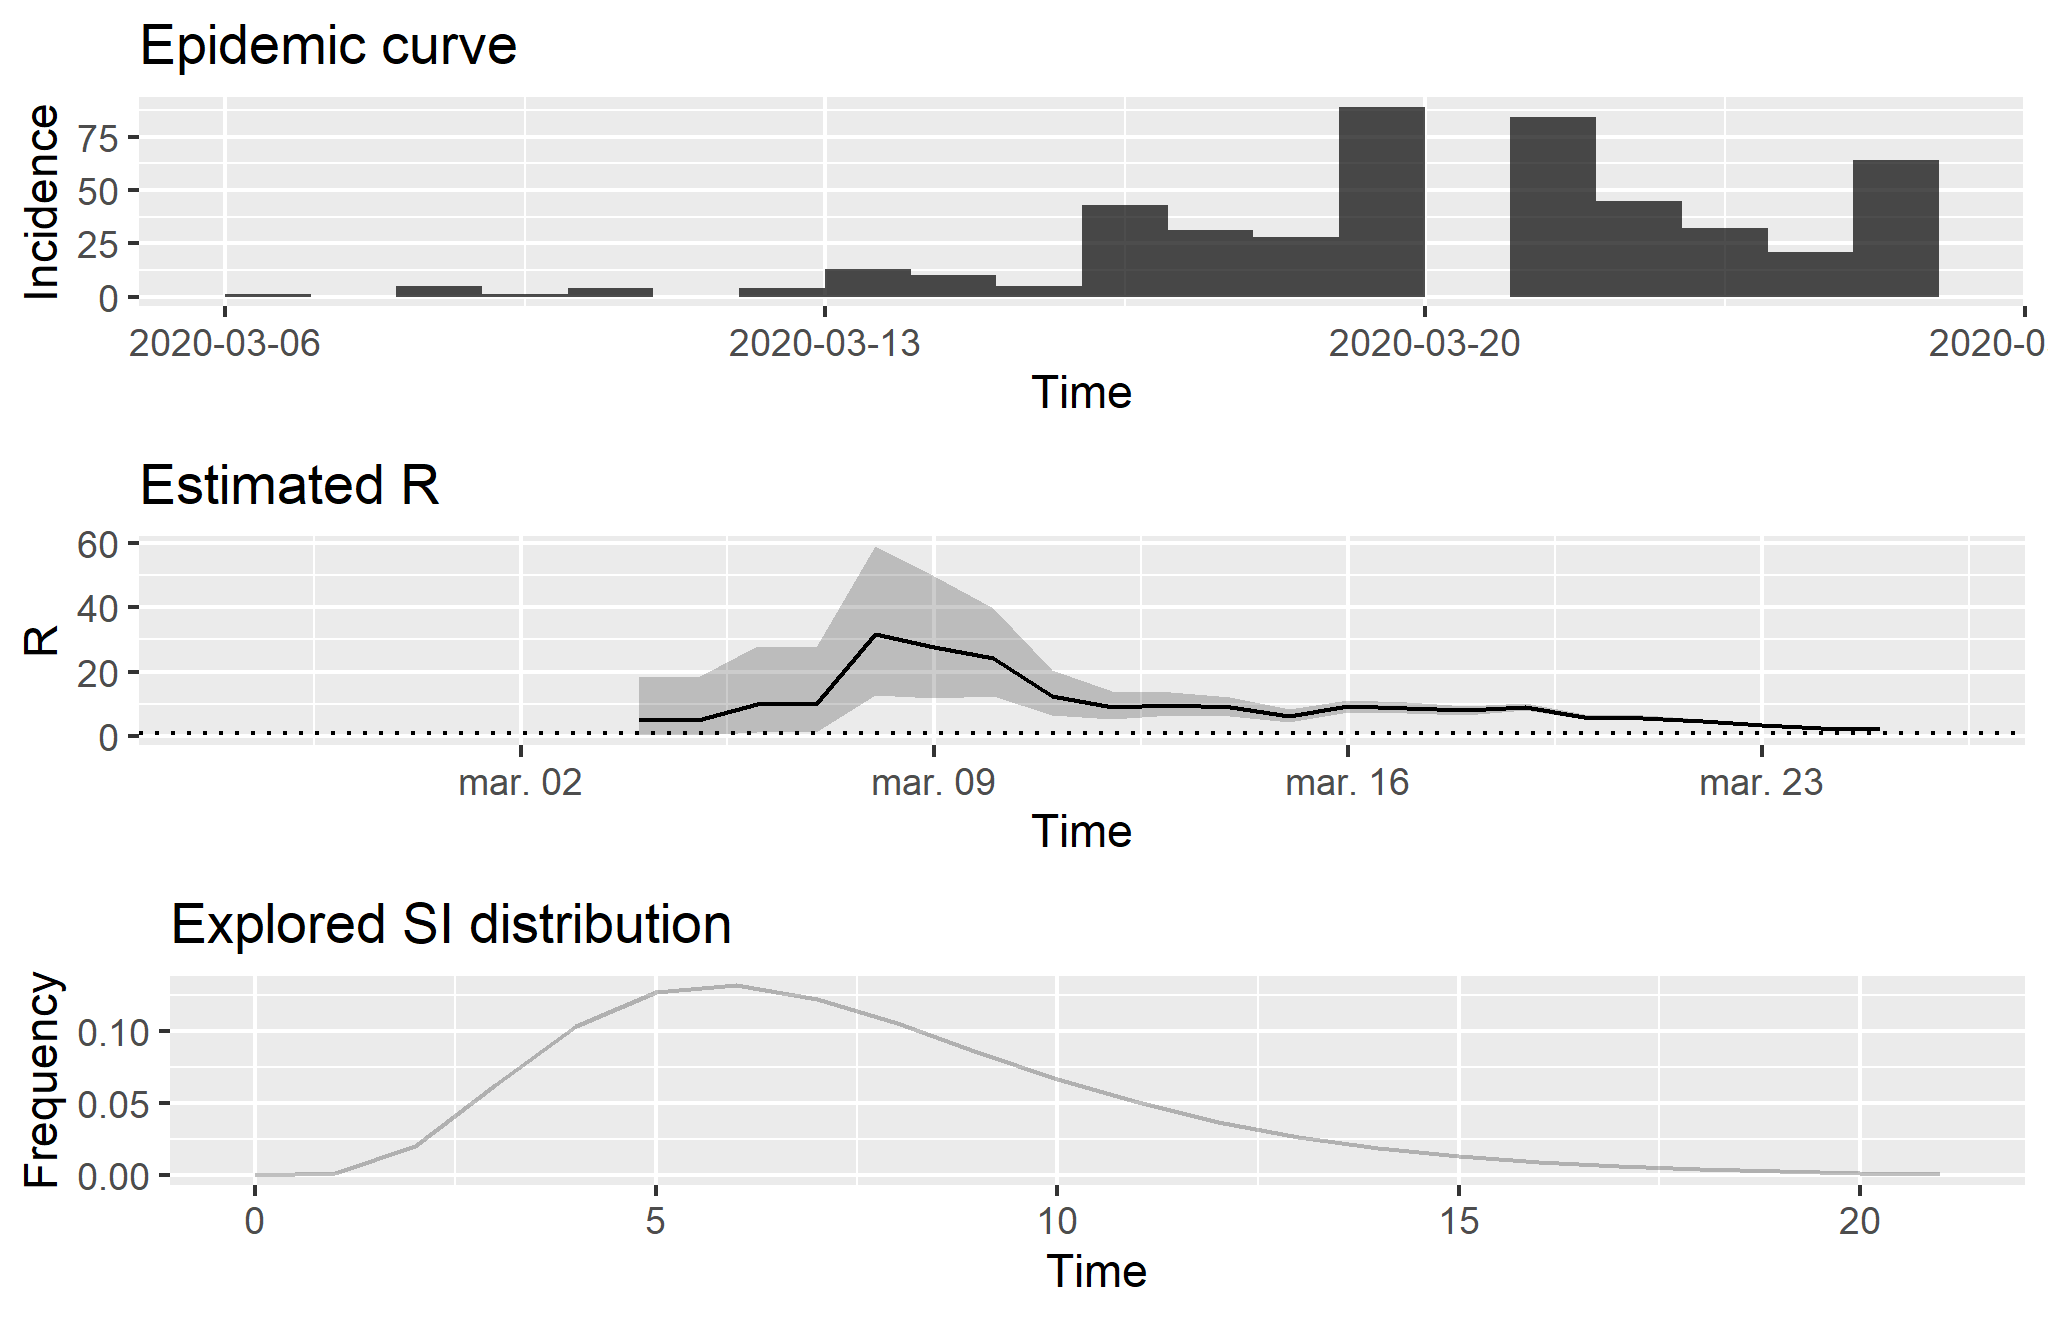 Epidemic curve
Incidence
75
50
25
0
2020-03-06 2020-03-13 2020-03-20 2020-0
Time
Estimated R
R
60
40
20
0
mar. 02 mar. 09 mar. 16 mar. 23
Time
Explored SI distribution
Frequency
0.10
0.05
0.00
0 5 10 15 20
Time